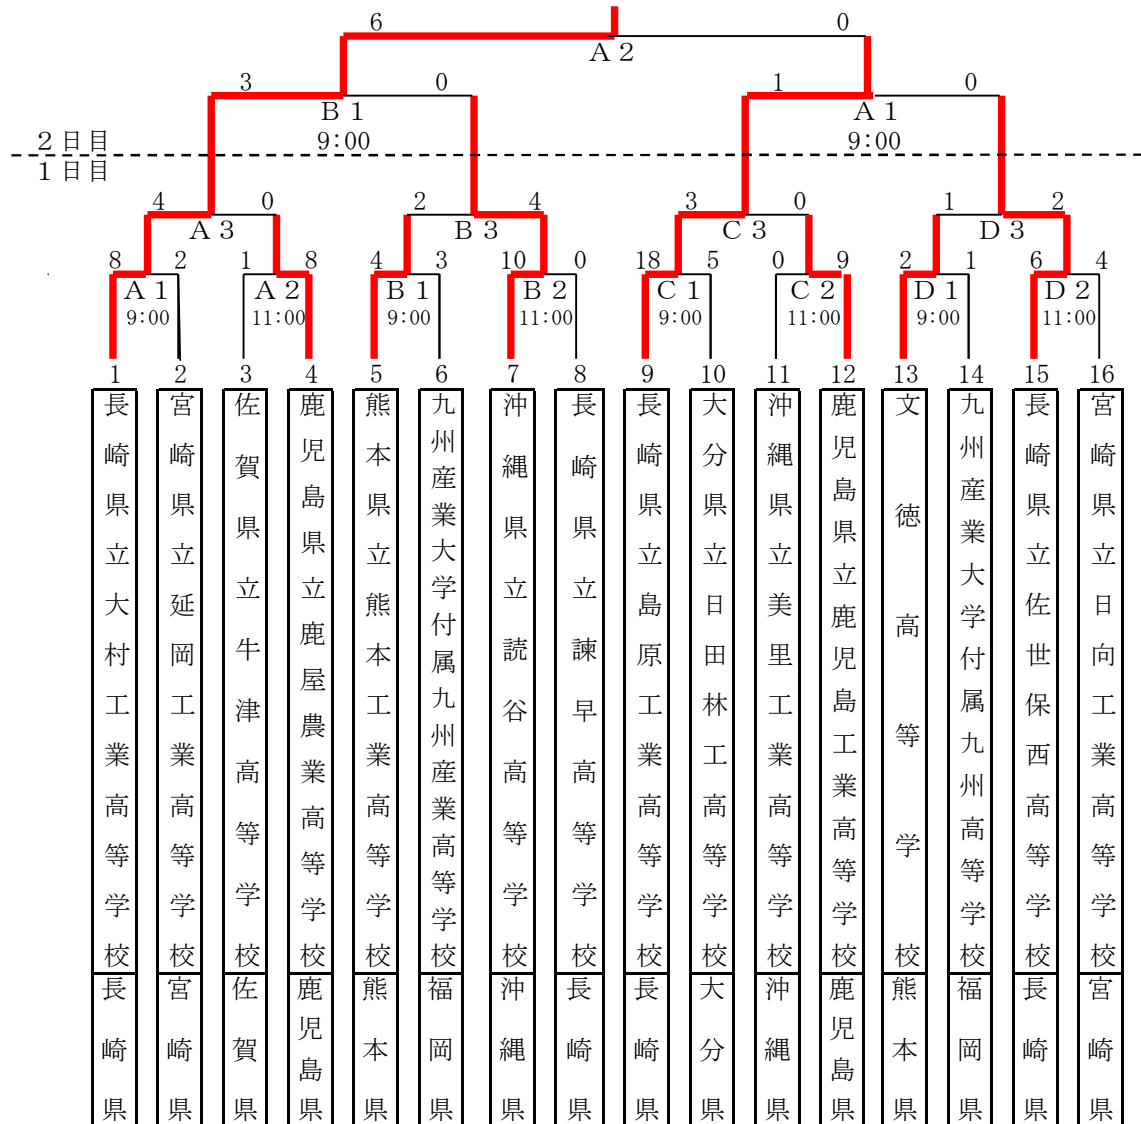 6 0
A2
3 0 1 0
B1 A1
2日目 9:00 9:00
1日目
4 0 2 4 3 0 1 2
A3 B3 C3 D3
8 2 1 8 4 3 10 0 18 5 0 9 2 1 6 4
A1 A2 B1 B2 C1 C2 D1 D2
9:00 11:00 9:00 11:00 9:00 11:00 9:00 11:00
1 2 3 4 5 6 7 8 9 10 11 12 13 14 15 16
長崎県立大村工業高等学校
宮崎県立延岡工業高等学校
佐賀県立牛津高等学校
鹿児島県立鹿屋農業高等学校
熊本県立熊本工業高等学校
九州産業大学付属九州産業高等学校
沖縄県立読谷高等学校
長崎県立諫早高等学校
長崎県立島原工業高等学校
大分県立日田林工高等学校
沖縄県立美里工業高等学校
鹿児島県立鹿児島工業高等学校
文徳高等学校
九州産業大学付属九州高等学校
長崎県立佐世保西高等学校
宮崎県立日向工業高等学校
長崎県
宮崎県
佐賀県
鹿児島県
熊本県
福岡県
沖縄県
長崎県
長崎県
大分県
沖縄県
鹿児島県
熊本県
福岡県
長崎県
宮崎県